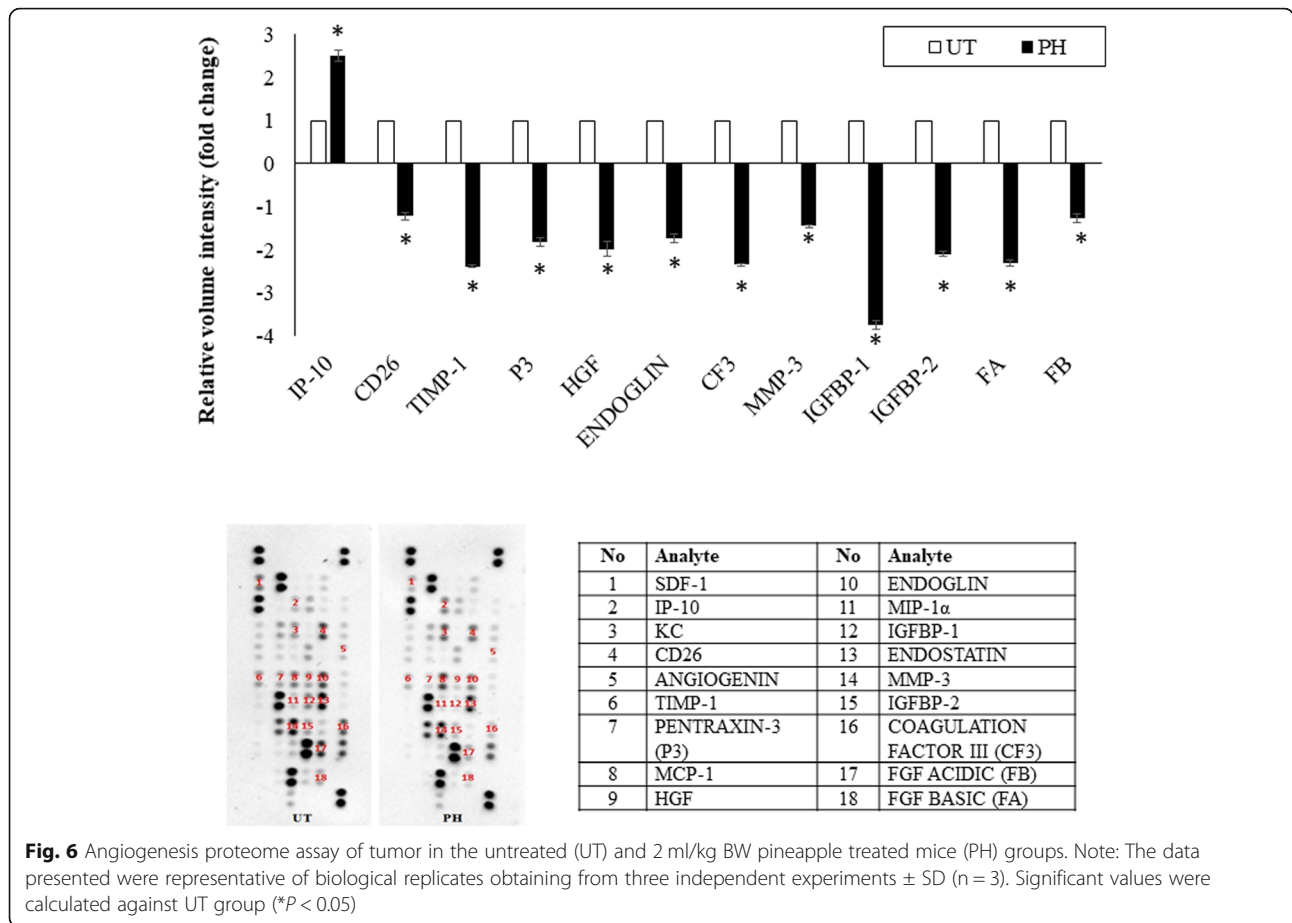 Relative volume intensity (fold change)
3
2
1
0
-1
-2
-3
-4
UT PH
*
* * * * * * * * * * *
IP-10
CD26
TIMP-1
P3
HGF
ENDOGLIN
CF3
MMP-3
IGFBP-1
IGFBP-2
FA
FB
1
2
3 4
5
6 7 8 9 10
11 12 13
14 15 16
17
18
UT
1
2
3 4
5
6 7 8 9 10
11 12 13
14 15 16
17
18
PH
No Analyte No Analyte
1 SDF-1 10 ENDOGLIN
2 IP-10 11 MIP-1α
3 KC 12 IGFBP-1
4 CD26 13 ENDOSTATIN
5 ANGIOGENIN 14 MMP-3
6 TIMP-1 15 IGFBP-2
7 PENTRAXIN-3 16 COAGULATION
(P3) FACTOR III (CF3)
8 MCP-1 17 FGF ACIDIC (FB)
9 HGF 18 FGF BASIC (FA)
Fig. 6 Angiogenesis proteome assay of tumor in the untreated (UT) and 2 ml/kg BW pineapple treated mice (PH) groups. Note: The data
presented were representative of biological replicates obtaining from three independent experiments ± SD (n = 3). Significant values were
calculated against UT group (*P < 0.05)